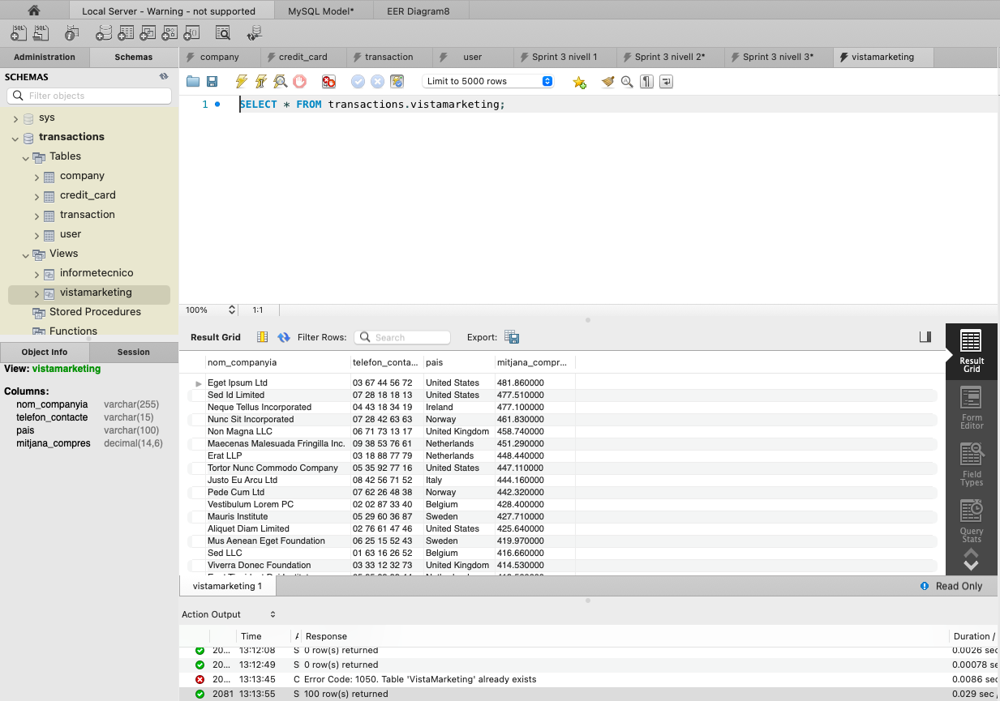 Local Server - Warning - not supported MySQL Model* EER Diagram8
SQL SQL
Administration Schemas company credit_card transaction user Sprint 3 nivell 1 Sprint 3 nivell 2* Sprint 3 nivell 3* vistamarketing
SCHEMAS
Limit to 5000 rows
Filter objects
1 SELECT * FROM transactions.vistamarketing;
sys
transactions
Tables
company
credit_card
transaction
user
Views
informetecnico
vistamarketing
Stored Procedures
Functions
100% 1:1
Result Grid Filter Rows: Search Export:
Object Info Session
View: vistamarketing
Columns:
nom_companyia varchar(255)
telefon_contacte varchar(15)
pais varchar(100)
mitjana_compres decimal(14,6)
nom_companyia telefon_conta... pais mitjana_compr...
Eget Ipsum Ltd 03 67 44 56 72 United States 481.860000
Sed Id Limited 07 28 18 18 13 United States 477.510000
Neque Tellus Incorporated 04 43 18 34 19 Ireland 477.100000
Nunc Sit Incorporated 07 28 42 63 63 Norway 461.830000
Non Magna LLC 06 71 73 13 17 United Kingdom 458.740000
Maecenas Malesuada Fringilla Inc. 09 38 53 76 61 Netherlands 451.290000
Erat LLP 03 18 88 77 79 Netherlands 448.440000
Tortor Nunc Commodo Company 05 35 92 77 16 United States 447.110000
Justo Eu Arcu Ltd 08 42 56 71 52 Italy 444.160000
Pede Cum Ltd 07 62 26 48 38 Norway 442.320000
Vestibulum Lorem PC 02 02 87 33 40 Belgium 428.400000
Mauris Institute 05 29 60 36 87 Sweden 427.710000
Aliquet Diam Limited 02 76 61 47 46 United States 425.640000
Mus Aenean Eget Foundation 06 25 15 52 43 Sweden 419.970000
Sed LLC 01 63 16 26 52 Belgium 416.660000
Viverra Donec Foundation 03 33 12 32 73 United Kingdom 414.530000
Result
Grid
Form
Editor
Field
Types
Query
Stats
vistamarketing 1 Read Only
Action Output
Time A Response Duration /
20... 13:12:08 S 0 row(s) returned 0.0026 sec
20... 13:12:49 S 0 row(s) returned 0.00078 se
20... 13:13:45 C Error Code: 1050. Table 'VistaMarketing' already exists 0.0086 sec
2081 13:13:55 S 100 row(s) returned 0.029 sec /